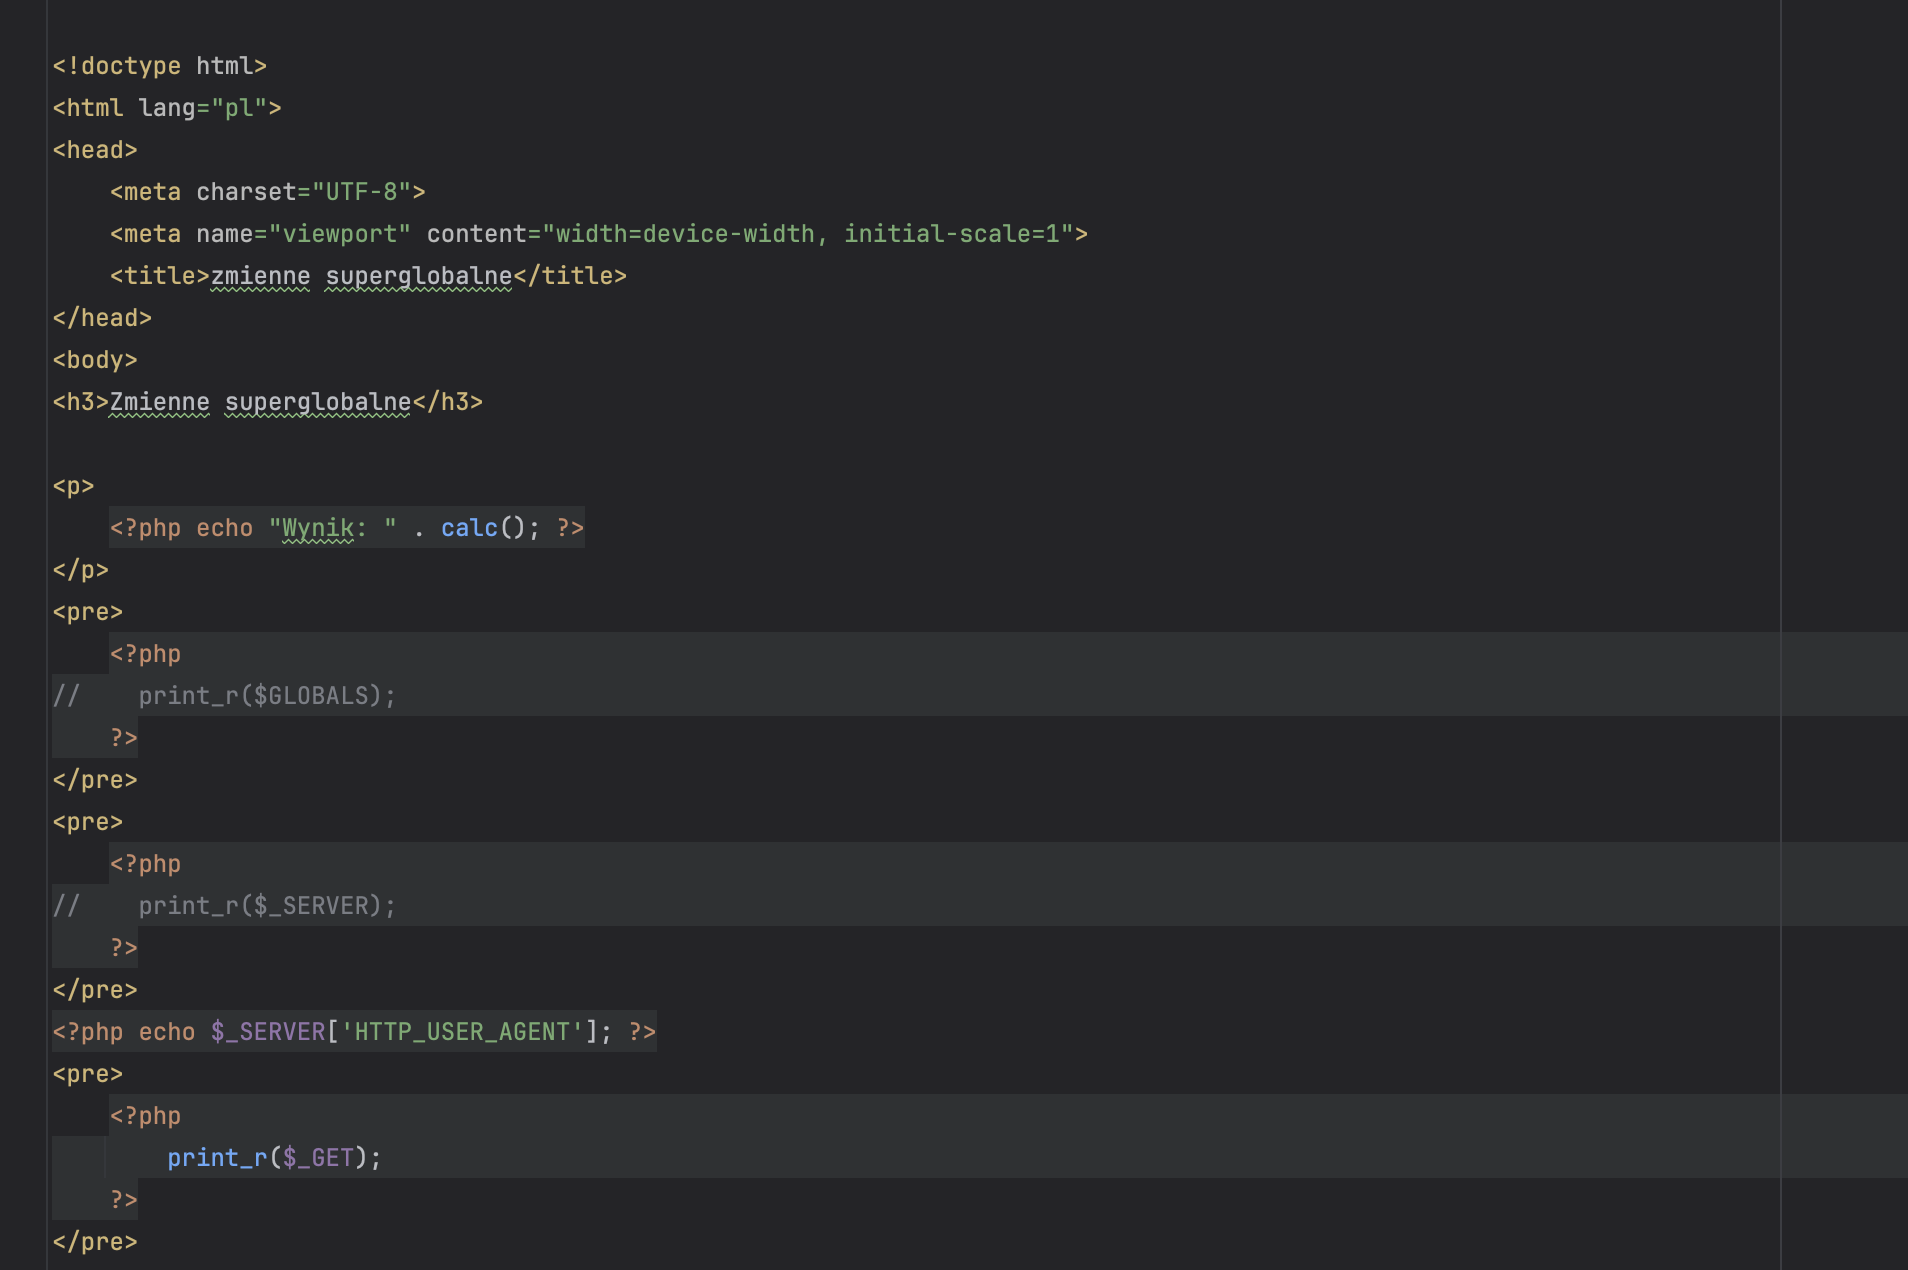 <!doctype html>
<html lang="pl">
<head>
    <meta charset="UTF-8">
    <meta name="viewport" content="width=device-width, initial-scale=1">
    <title>zmienne superglobalne</title>
</head>
<body>
<h3>Zmienne superglobalne</h3>

<p>
    <?php echo "Wynik: " . calc(); ?>
</p>
<pre>
    <?php
//    print_r($GLOBALS);
    ?>
</pre>
<pre>
    <?php
//    print_r($_SERVER);
    ?>
</pre>
<?php echo $_SERVER['HTTP_USER_AGENT']; ?>
<pre>
    <?php
        print_r($_GET);
    ?>
</pre>